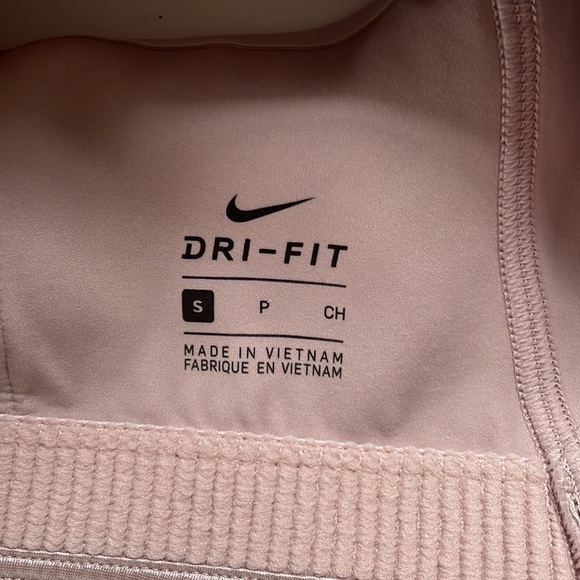 DRI-FIT
S P CH
MADE IN VIETNAM
FABRIQUE EN VIETNAM